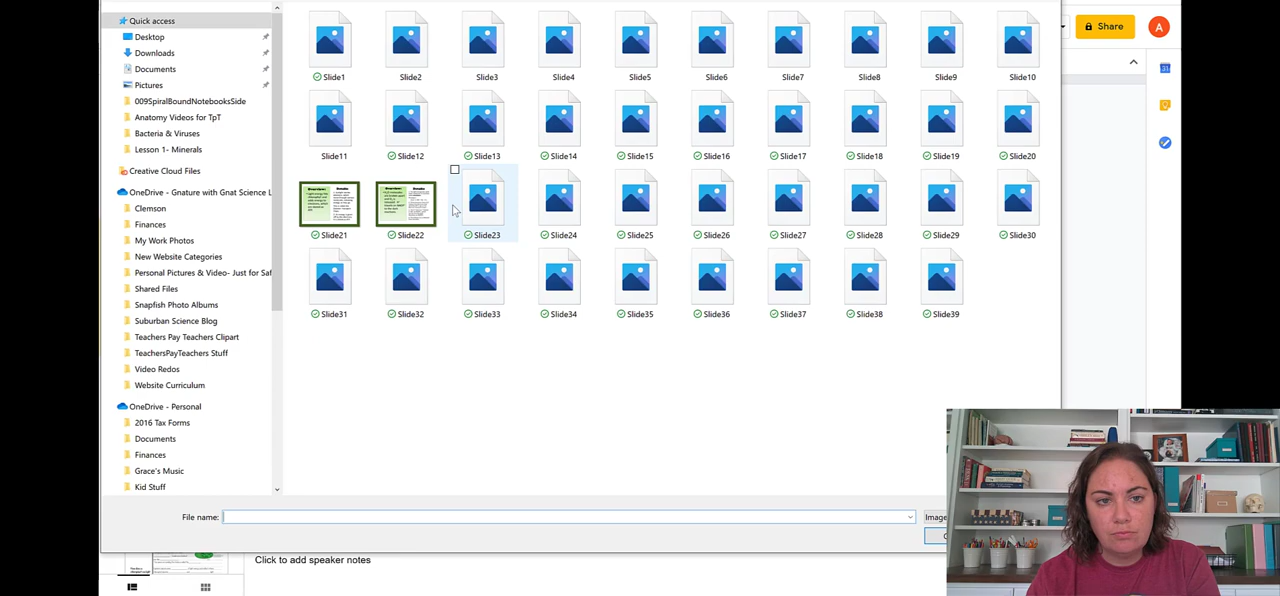 Quick access
Desktop
Downloads
Documents
Pictures
009SpiralBoundNotebooksSide
Anatomy Videos for TpT
Bacteria & Viruses
Lesson 1- Minerals
Creative Cloud Files
OneDrive - Gnature with Gnat Science L
Clemson
Finances
My Work Photos
New Website Categories
Personal Pictures & Video- Just for Saf
Shared Files
Snapfish Photo Albums
Suburban Science Blog
Teachers Pay Teachers Clipart
TeachersPayTeachers Stuff
Video Redos
Website Curriculum
OneDrive - Personal
2016 Tax Forms
Documents
Finances
Grace's Music
Kid Stuff
Slide1 Slide2 Slide3 Slide4 Slide5 Slide6 Slide7 Slide8 Slide9 Slide10
Slide11 Slide12 Slide13 Slide14 Slide15 Slide16 Slide17 Slide18 Slide19 Slide20
Slide21 Slide22 Slide23 Slide24 Slide25 Slide26 Slide27 Slide28 Slide29 Slide30
Slide31 Slide32 Slide33 Slide34 Slide35 Slide36 Slide37 Slide38 Slide39
File name:
Image
Share
A
31
Click to add speaker notes